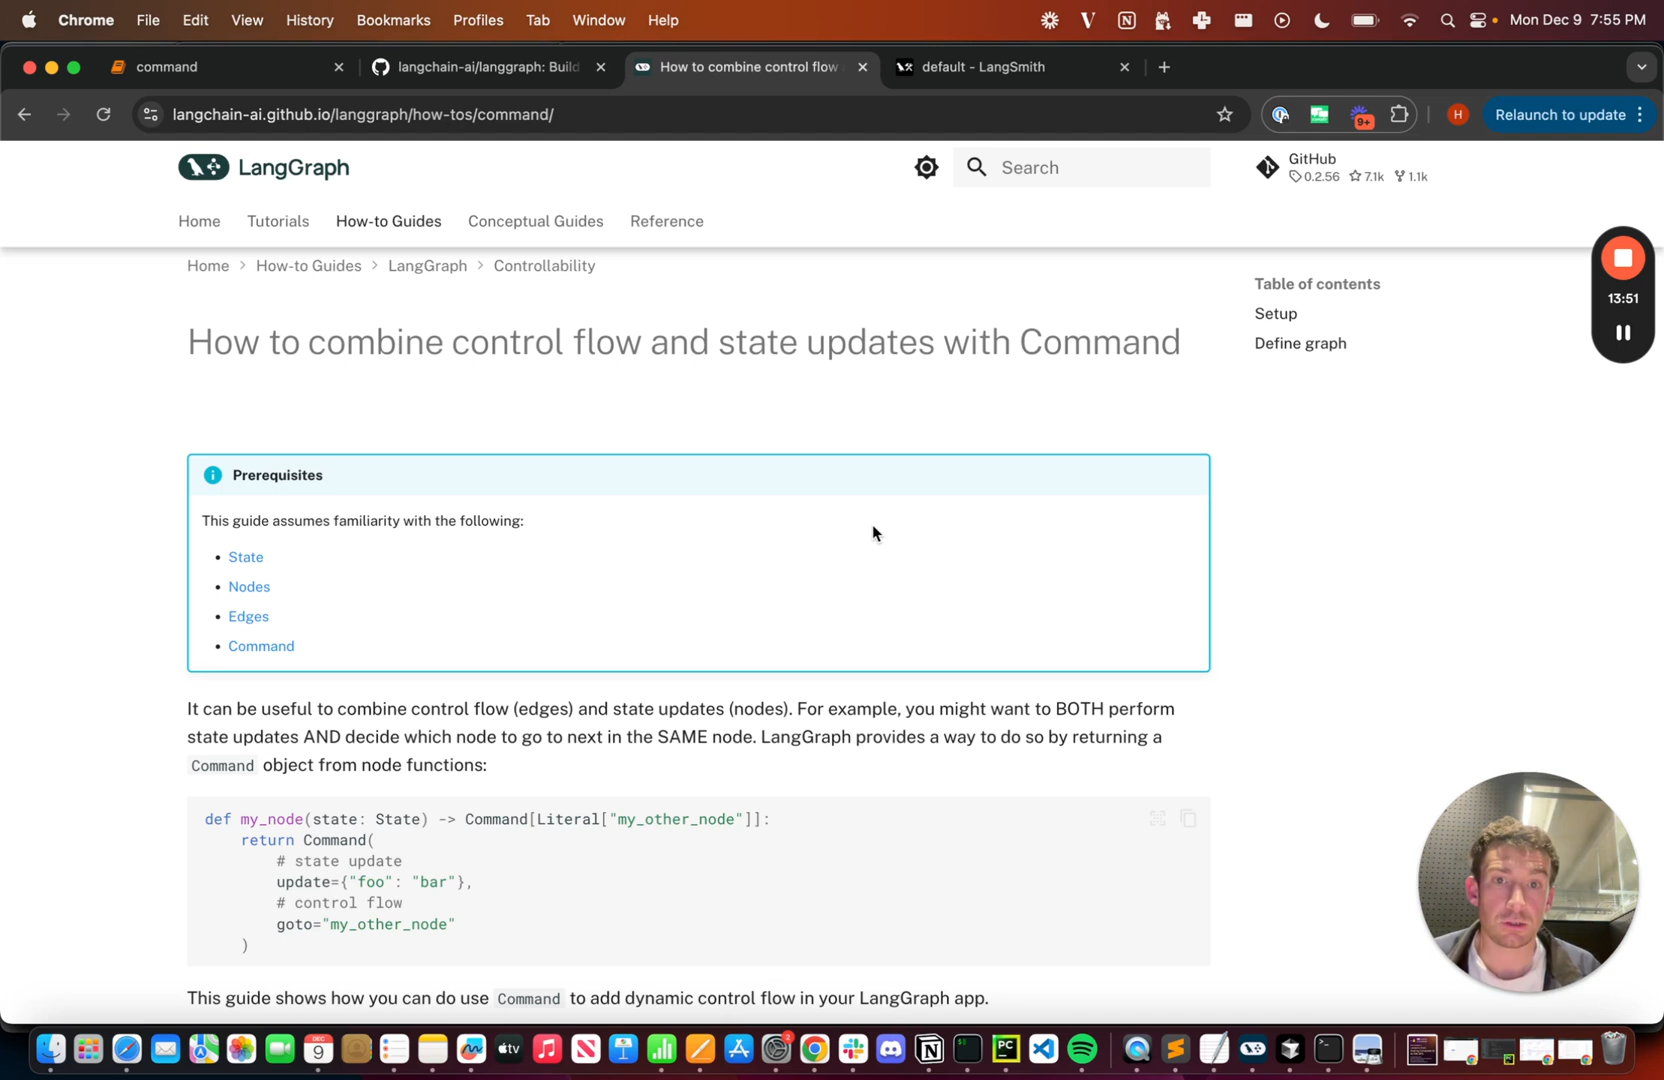 Chrome File Edit View History Bookmarks Profiles Tab Window Help Mon Dec 9 7:55 PM
command langchain-ai/langgraph: Build How to combine control flow default - LangSmith
langchain-ai.github.io/langgraph/how-tos/command/ 9+ H Relaunch to update
LangGraph Search GitHub
0.2.56 7.1k 1.1k
Home Tutorials How-to Guides Conceptual Guides Reference
Home > How-to Guides > LangGraph > Controllability
Table of contents
Setup
Define graph
13:51
How to combine control flow and state updates with Command
Prerequisites
This guide assumes familiarity with the following:
• State
• Nodes
• Edges
• Command
It can be useful to combine control flow (edges) and state updates (nodes). For example, you might want to BOTH perform
state updates AND decide which node to go to next in the SAME node. LangGraph provides a way to do so by returning a
Command object from node functions:
def my_node(state: State) -> Command[Literal["my_other_node"]]:
return Command(
# state update
update={"foo": "bar"},
# control flow
goto="my_other_node"
)
This guide shows how you can do use Command to add dynamic control flow in your LangGraph app.
DEC
9
tv
2
PC